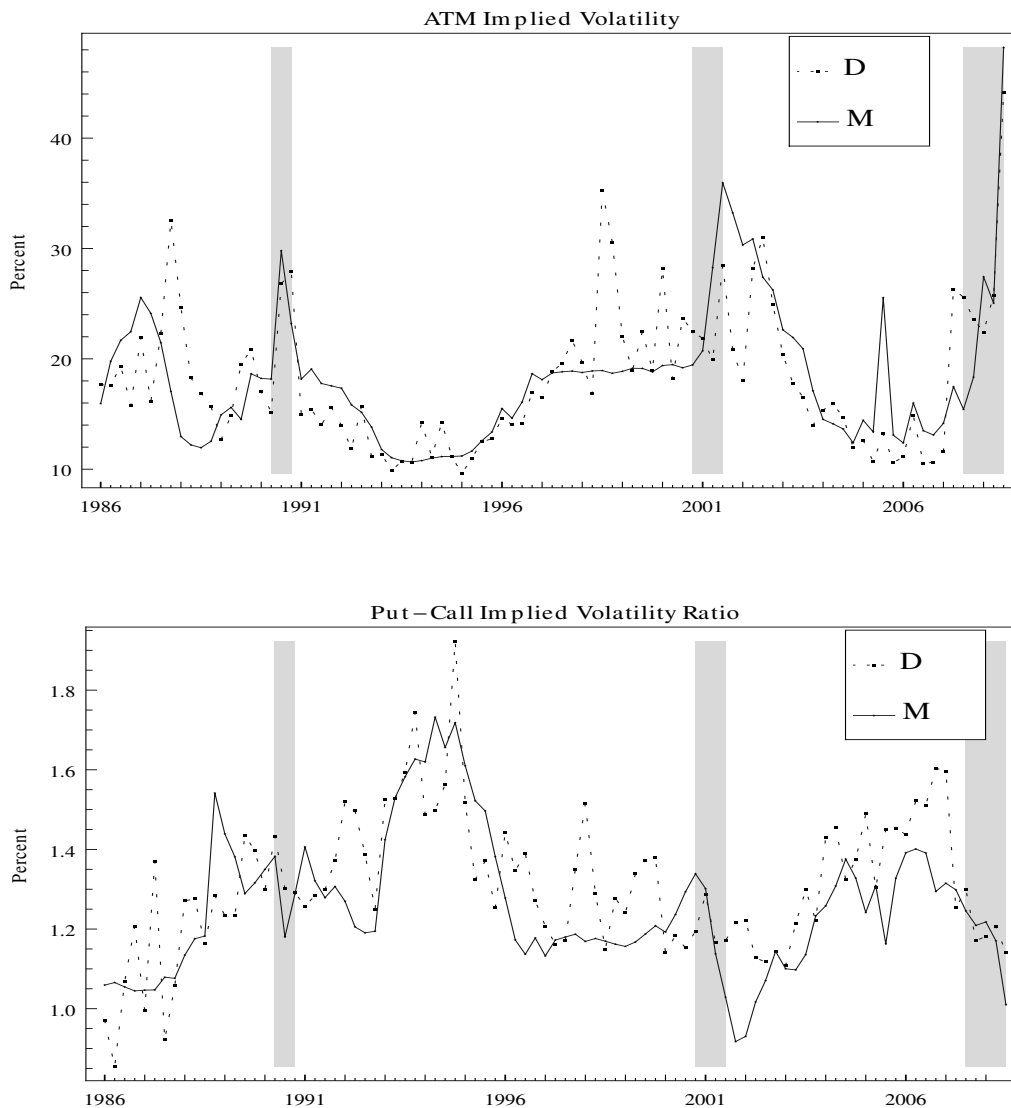 ATM Implied Volatility
D
M
Percent
40
30
20
10
1986
1991
1996
2001
2006
Put−Call Implied Volatility Ratio
D
M
Percent
1.8
1.6
1.4
1.2
1.0
1986
1991
1996
2001
2006